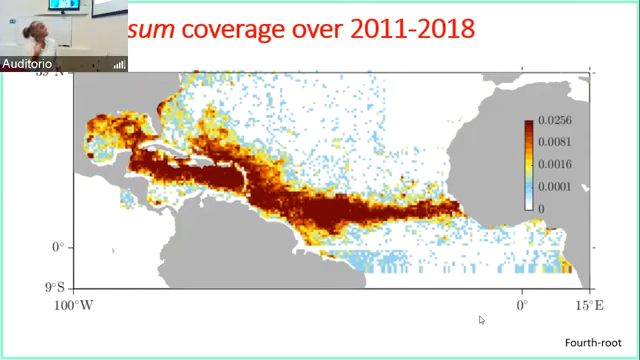 sum coverage over 2011-2018
Auditorio
0.0256
0.0081
0.0016
0.0001
0
0°
9°S
100°W
0°
15°E
Fourth-root